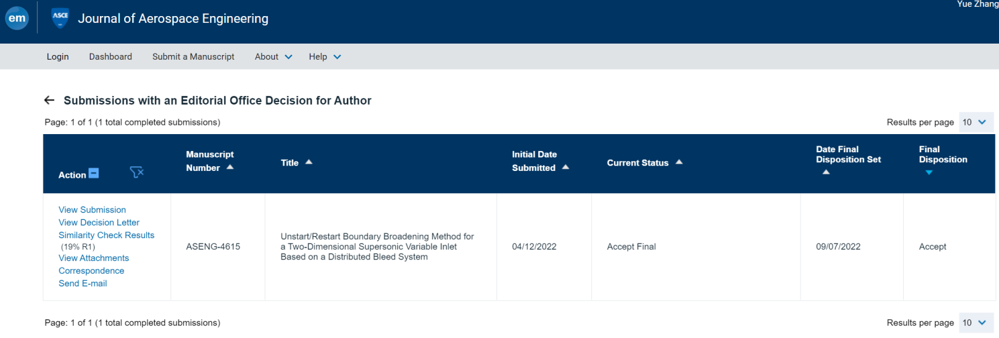 Yue Zhang
em
ASCE
Journal of Aerospace Engineering
Login Dashboard Submit a Manuscript About Help
Submissions with an Editorial Office Decision for Author
Page: 1 of 1 (1 total completed submissions) Results per page 10
Action
Manuscript
Number
Title
Initial Date
Submitted
Current Status
Date Final
Disposition Set
Final
Disposition
View Submission
View Decision Letter
Similarity Check Results
(19% R1)
View Attachments
Correspondence
Send E-mail
ASENG-4615
Unstart/Restart Boundary Broadening Method for
a Two-Dimensional Supersonic Variable Inlet
Based on a Distributed Bleed System
04/12/2022
Accept Final
09/07/2022
Accept
Page: 1 of 1 (1 total completed submissions) Results per page 10